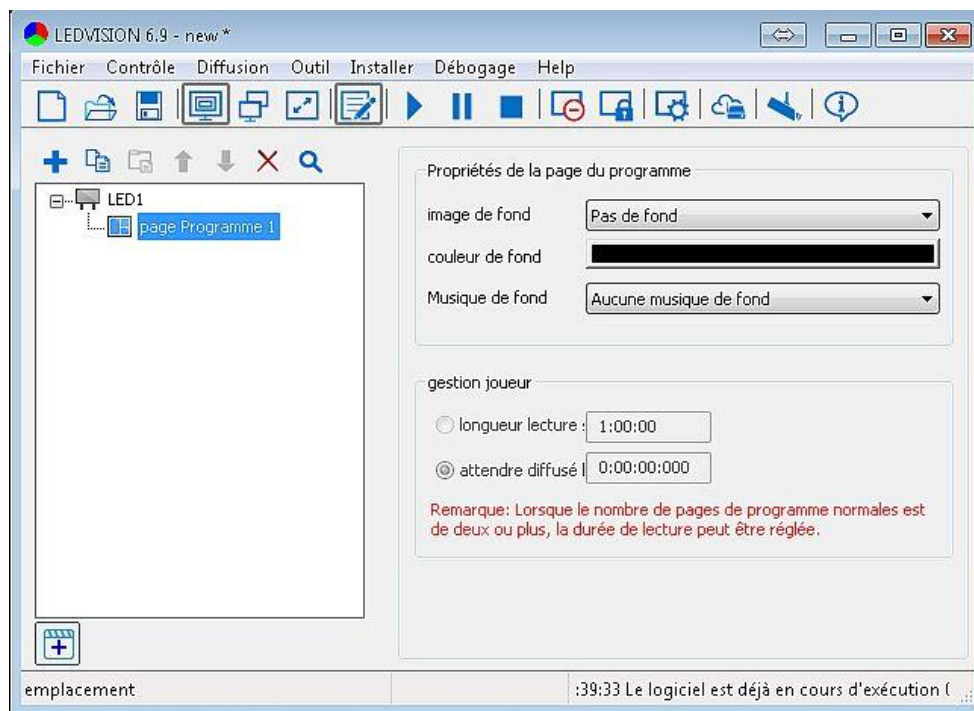 LEDVISION 6.9 - new *
Fichier Contrôle Diffusion Outil Installer Débogage Help
LED1
page Programme 1
Propriétés de la page du programme
image de fond Pas de fond
couleur de fond
Musique de fond Aucune musique de fond
gestion joueur
longueur lecture : 1:00:00
attendre diffusé l 0:00:00:000
Remarque: Lorsque le nombre de pages de programme normales est
de deux ou plus, la durée de lecture peut être réglée.
emplacement :39:33 Le logiciel est déjà en cours d'exécution (